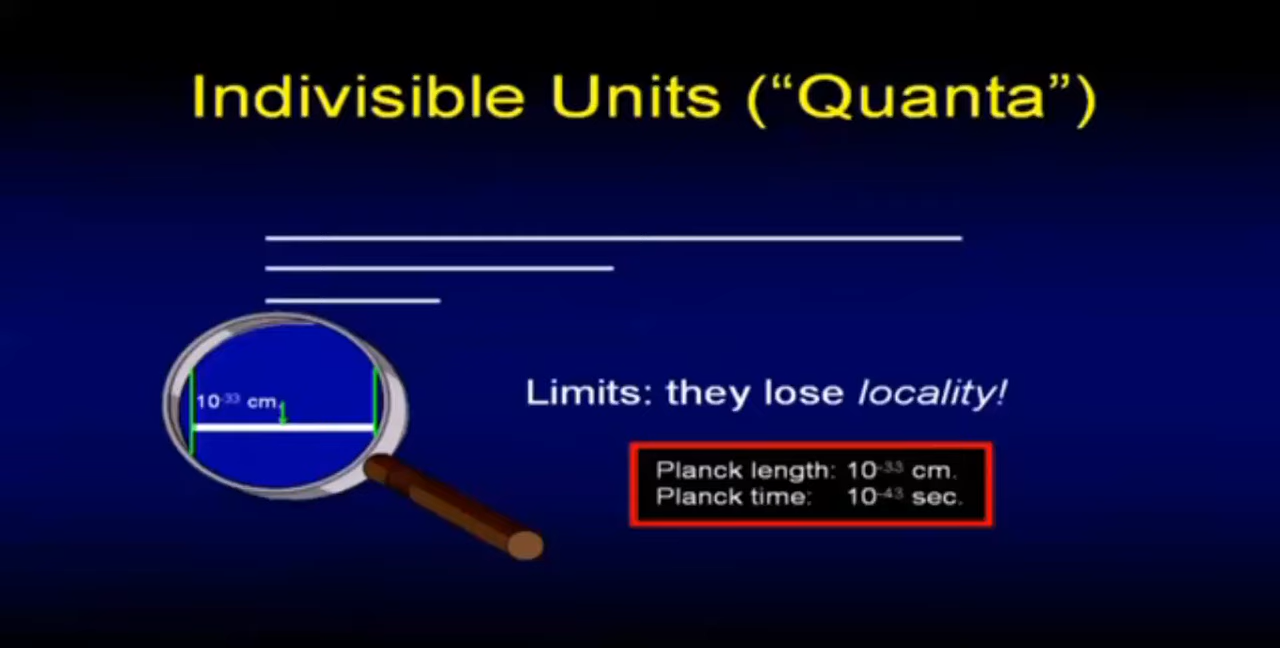 Indivisible Units (“Quanta”)
10-33 cm.
Limits: they lose locality!
Planck length: 10-33 cm.
Planck time: 10-43 sec.